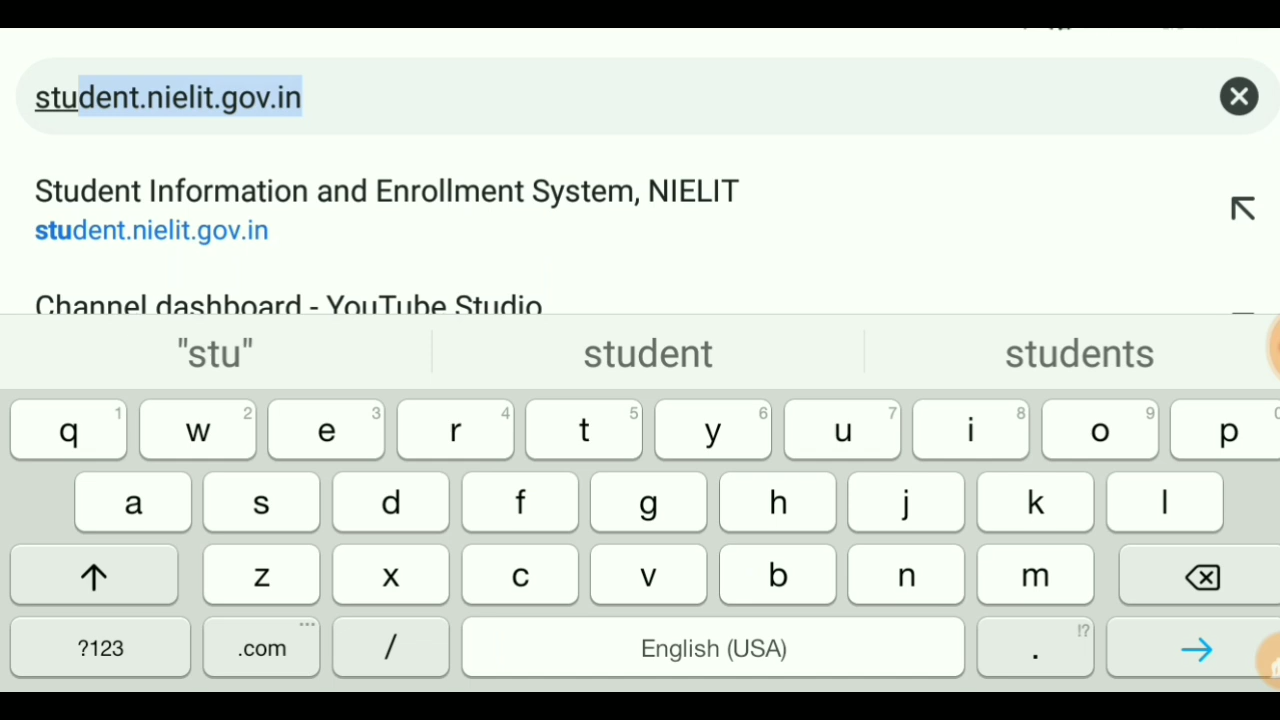 student.nielit.gov.in
Student Information and Enrollment System, NIELIT
student.nielit.gov.in
Channel dashboard - YouTube Studio
"stu" student students
q 1 w 2 e 3 r 4 t 5 y 6 u 7 i 8 o 9 p
a s d f g h j k l
z x c v b n m
?123 .com ... / English (USA) . !?